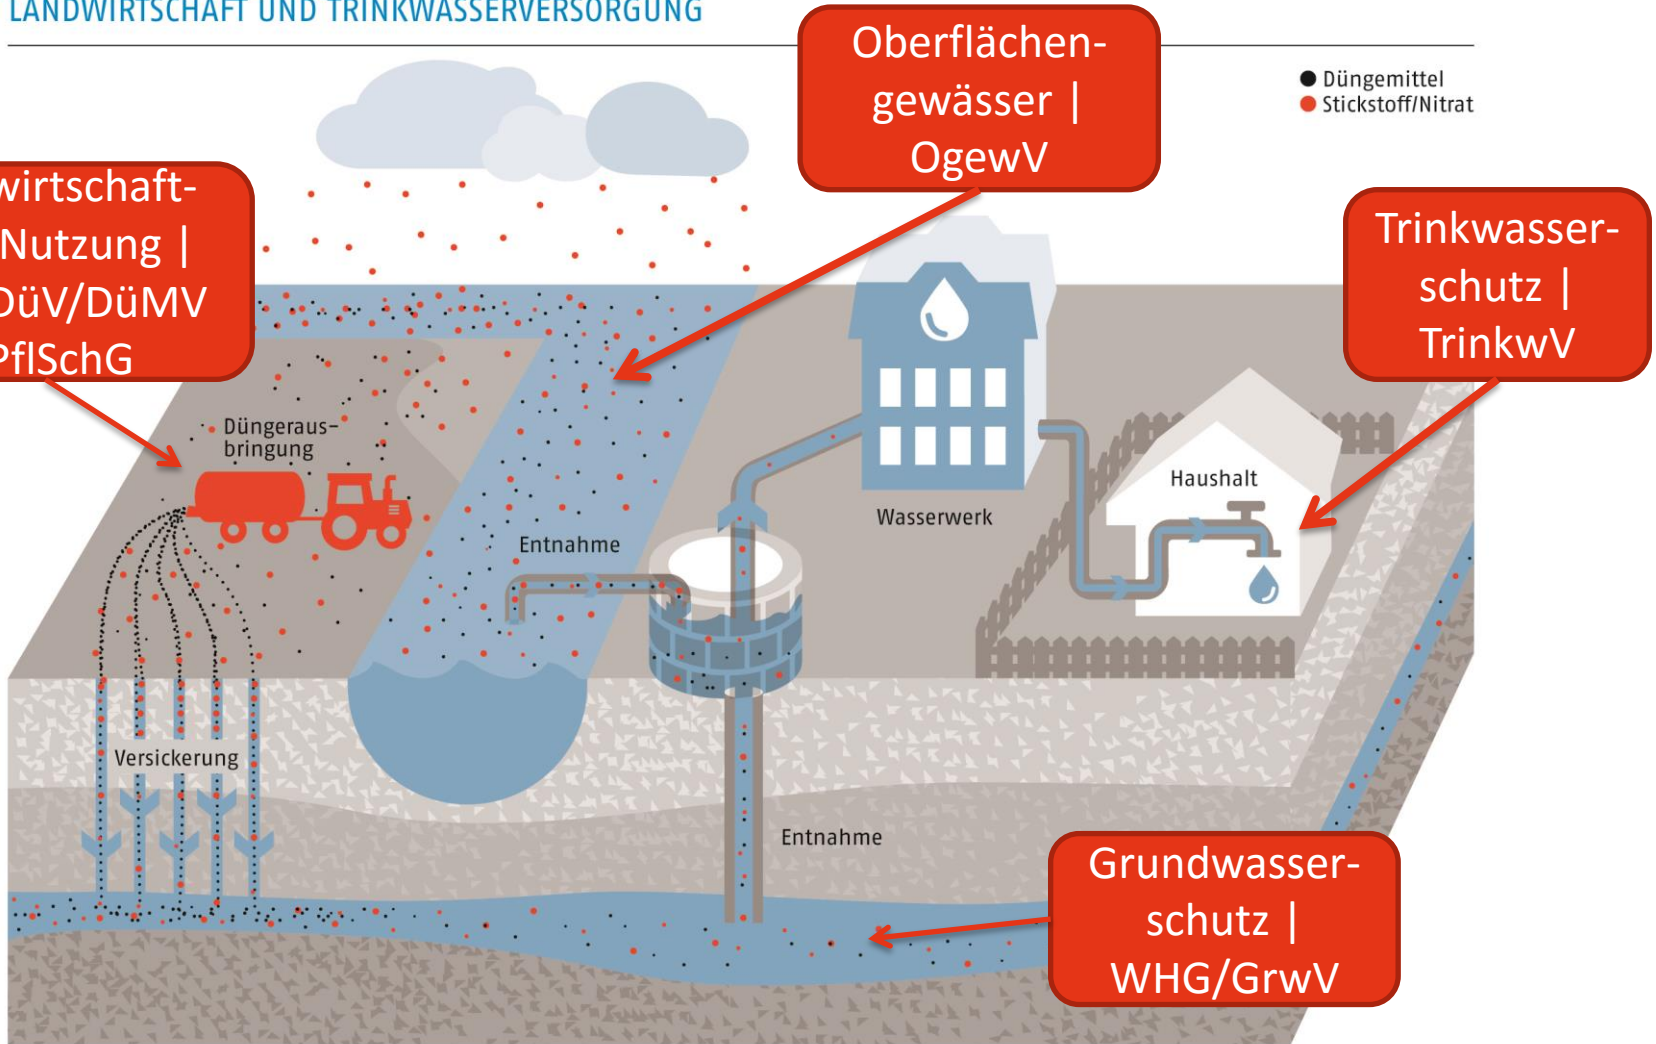 LANDWIRTSCHAFT UND TRINKWASSERVERSORGUNG
Oberflächen-
gewässer |
OgewV
Düngemittel
Stickstoff/Nitrat
wirtschaft-
Nutzung |
DüV/DüMV
PflSchG
Trinkwasser-
schutz |
TrinkwV
Düngeraus-
bringung
Entnahme
Wasserwerk
Haushalt
Versickerung
Entnahme
Grundwasser-
schutz |
WHG/GrwV